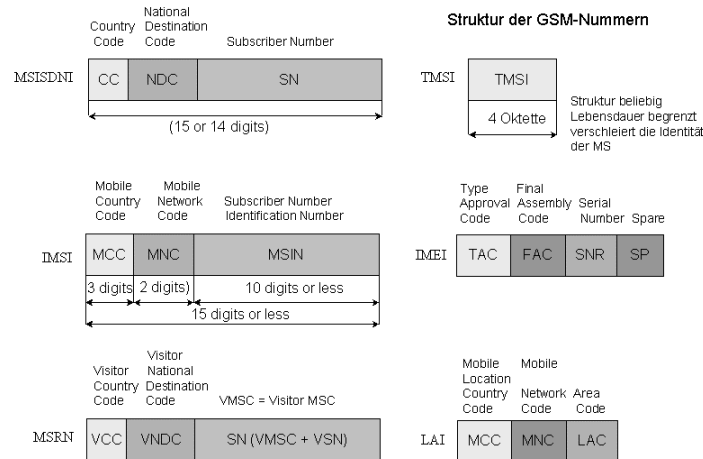 Struktur der GSM-Nummern
Country Code
National Destination Code
Subscriber Number
MSISDNI
CC
NDC
SN
(15 or 14 digits)
TMSI
TMSI
4 Oktette
Struktur beliebig
Lebensdauer begrenzt
verschleiert die Identität
der MS
Mobile Country Code
Mobile Network Code
Subscriber Number
Identification Number
IMSI
MCC
MNC
MSIN
3 digits
2 digits)
10 digits or less
15 digits or less
Type Approval Code
Final Assembly Code
Serial Number
Spare
IMEI
TAC
FAC
SNR
SP
Visitor Country Code
Visitor National Destination Code
VMSC = Visitor MSC
MSRN
VCC
VNDC
SN (VMSC + VSN)
Mobile Location Country Code
Mobile Network Code
Area Code
LAI
MCC
MNC
LAC